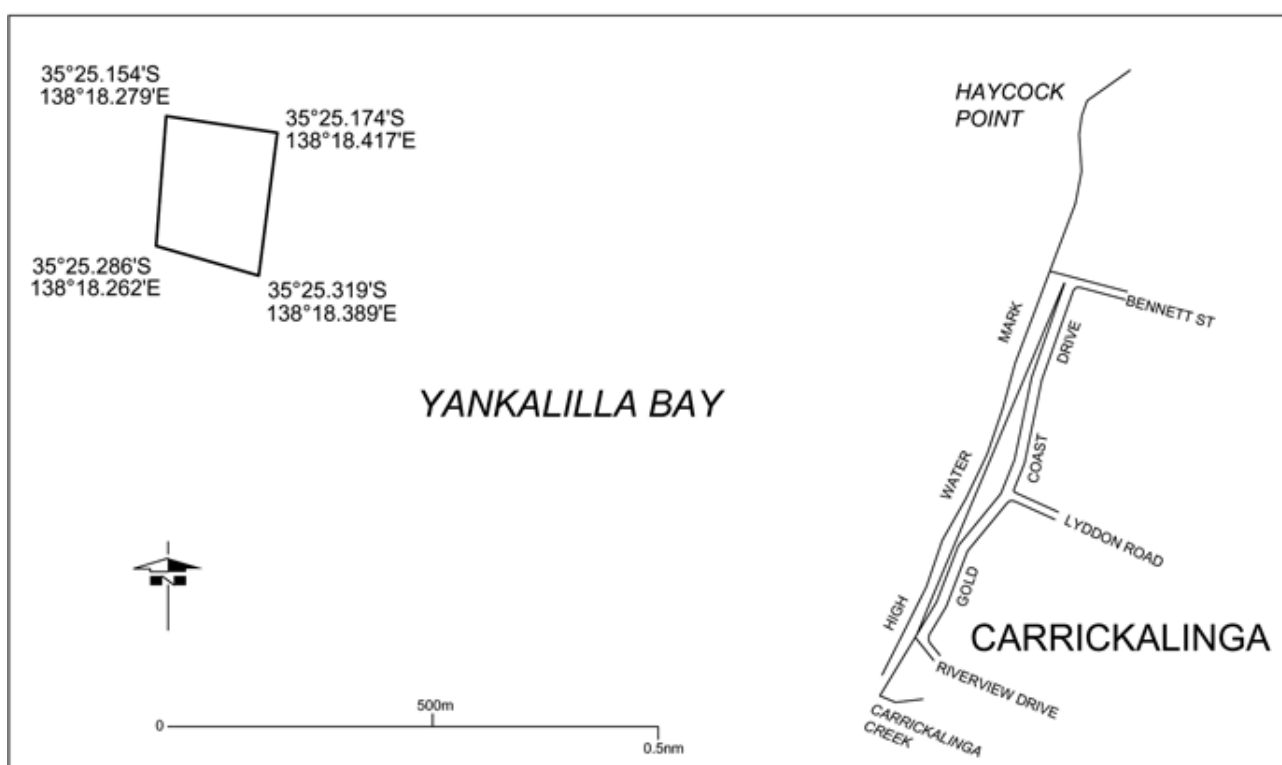 35°25.154'S
138°18.279'E
35°25.174'S
138°18.417'E
HAYCOCK
POINT
35°25.286'S
138°18.262'E
35°25.319'S
138°18.389'E
BENNETT ST
MARK
DRIVE
YANKALILLA BAY
COAST
WATER
LYDDON ROAD
N
GOLD
HIGH
CARRICKALINGA
RIVERVIEW DRIVE
500m
0
0.5nm
CARRICKALINGA
CREEK